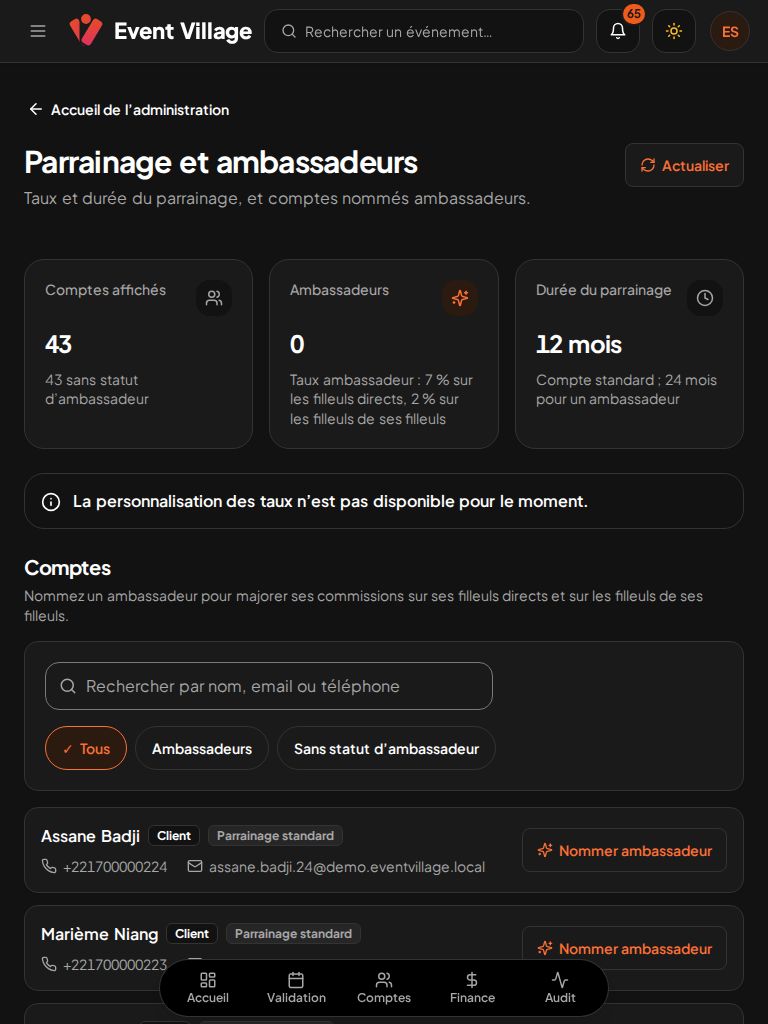 Event Village
Rechercher un événement...
65
ES
Accueil de l’administration
Parrainage et ambassadeurs
Actualiser
Taux et durée du parrainage, et comptes nommés ambassadeurs.
Comptes affichés
43
43 sans statut
d’ambassadeur
Ambassadeurs
0
Taux ambassadeur : 7 % sur
les filleuls directs, 2 % sur
les filleuls de ses filleuls
Durée du parrainage
12 mois
Compte standard ; 24 mois
pour un ambassadeur
La personnalisation des taux n’est pas disponible pour le moment.
Comptes
Nommez un ambassadeur pour majorer ses commissions sur ses filleuls directs et sur les filleuls de ses
filleuls.
Rechercher par nom, email ou téléphone
✓ Tous
Ambassadeurs
Sans statut d’ambassadeur
Assane Badji Client Parrainage standard
+221700000224 assane.badji.24@demo.eventvillage.local
Nommer ambassadeur
Marième Niang Client Parrainage standard
+221700000223
Nommer ambassadeur
Accueil Validation Comptes Finance Audit